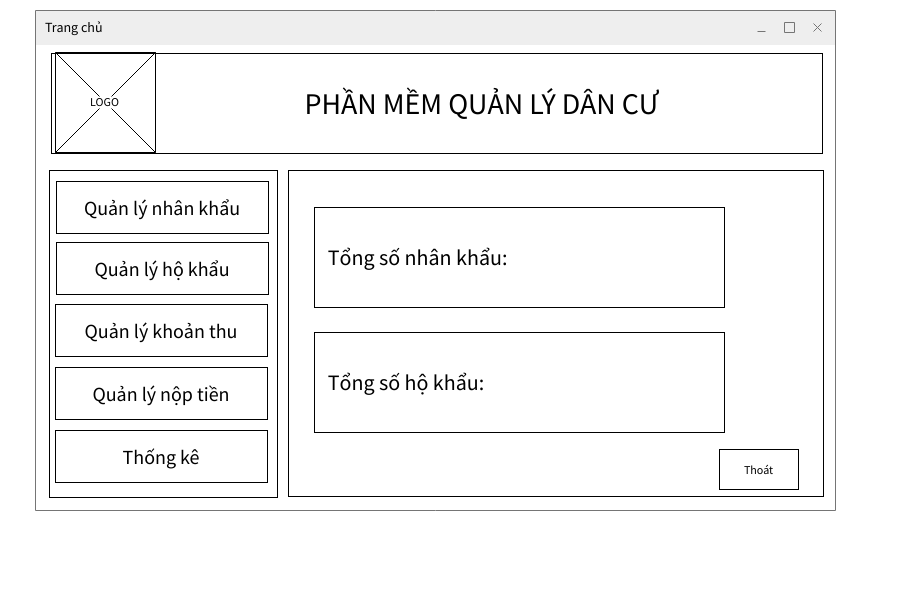 Trang chủ
LOGO
PHẦN MỀM QUẢN LÝ DÂN CƯ
Quản lý nhân khẩu
Quản lý hộ khẩu
Quản lý khoản thu
Quản lý nộp tiền
Thống kê
Tổng số nhân khẩu:
Tổng số hộ khẩu:
Thoát